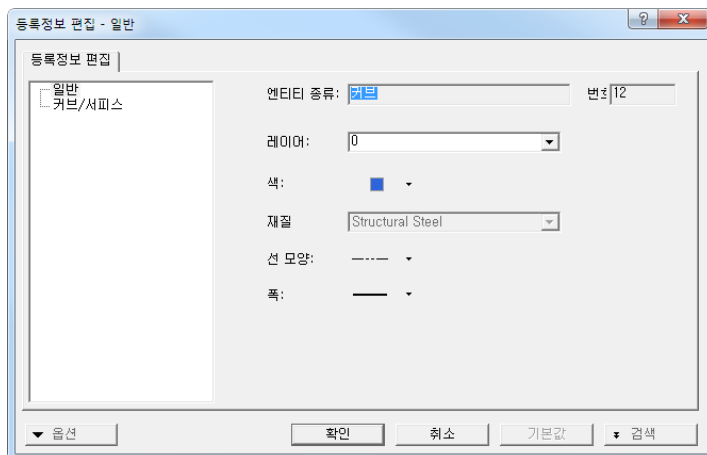 등록정보 편집 - 일반
등록정보 편집
일반
커브/서피스
엔티티 종류: 커브 번호 12
레이어: 0
색:
재질 Structural Steel
선 모양:
폭:
옵션 확인 취소 기본값 검색